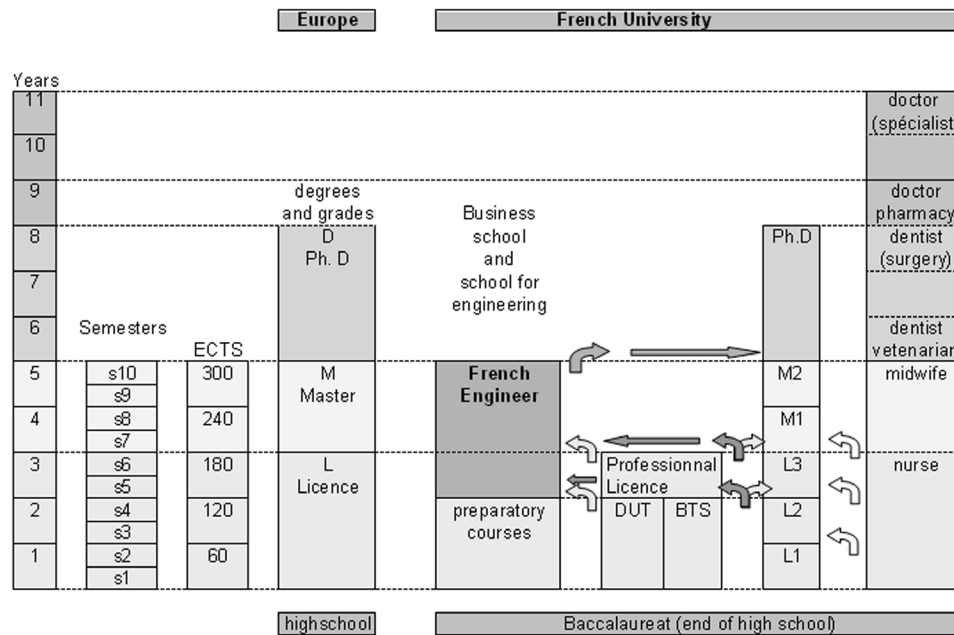 Europe
French University
Years
11
10
9
8
7
6
5
4
3
2
1
Semesters
s10
s9
s8
s7
s6
s5
s4
s3
s2
s1
ECTS
300
240
180
120
60
degrees
and grades
D
Ph. D
M
Master
L
Licence
Business
school
and
school for
engineering
French
Engineer
preparatory
courses
Professionnal
Licence
DUT
BTS
Ph.D
M2
M1
L3
L2
L1
doctor
(spécialist
doctor
pharmacy
dentist
(surgery)
dentist
vetenarian
midwife
nurse
highschool
Baccalaureat (end of high school)